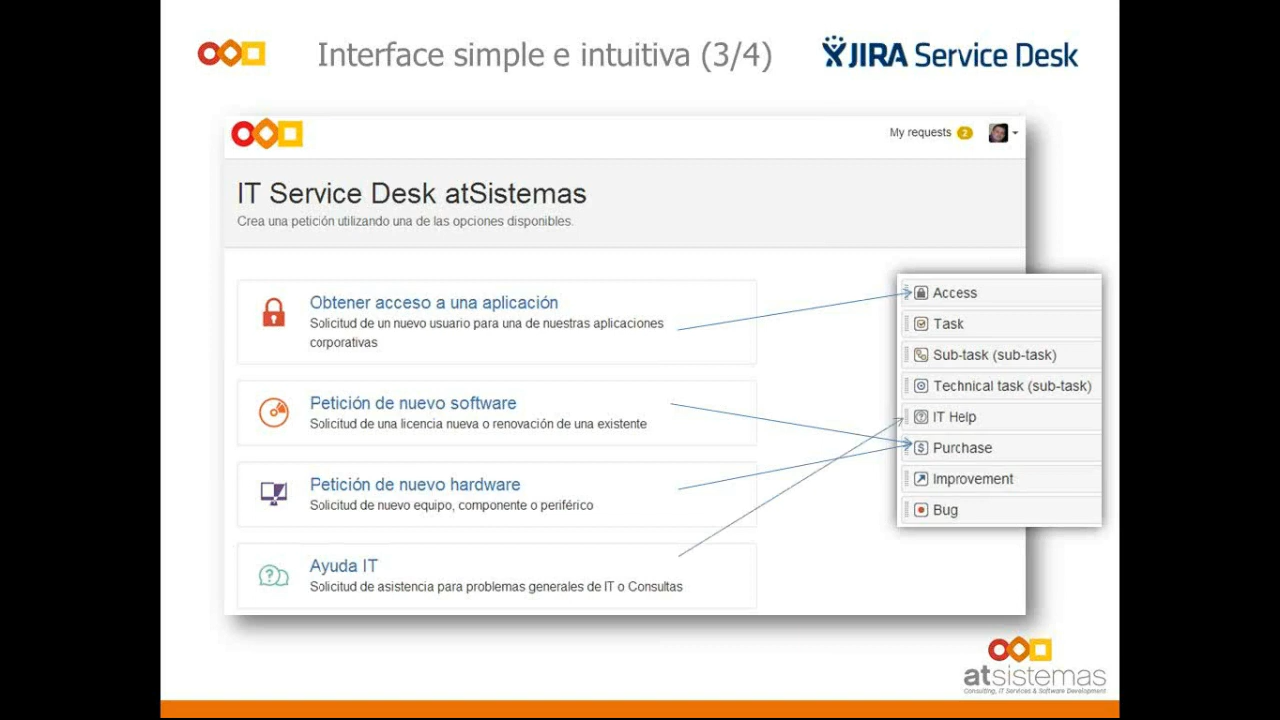 Interface simple e intuitiva (3/4)
JIRA Service Desk
My requests 2
IT Service Desk atSistemas
Crea una petición utilizando una de las opciones disponibles.
Obtener acceso a una aplicación
Solicitud de un nuevo usuario para una de nuestras aplicaciones
corporativas
Petición de nuevo software
Solicitud de una licencia nueva o renovación de una existente
Petición de nuevo hardware
Solicitud de nuevo equipo, componente o periférico
Ayuda IT
Solicitud de asistencia para problemas generales de IT o Consultas
Access
Task
Sub-task (sub-task)
Technical task (sub-task)
IT Help
Purchase
Improvement
Bug
atsistemas
Consulting, IT Services & Software Development